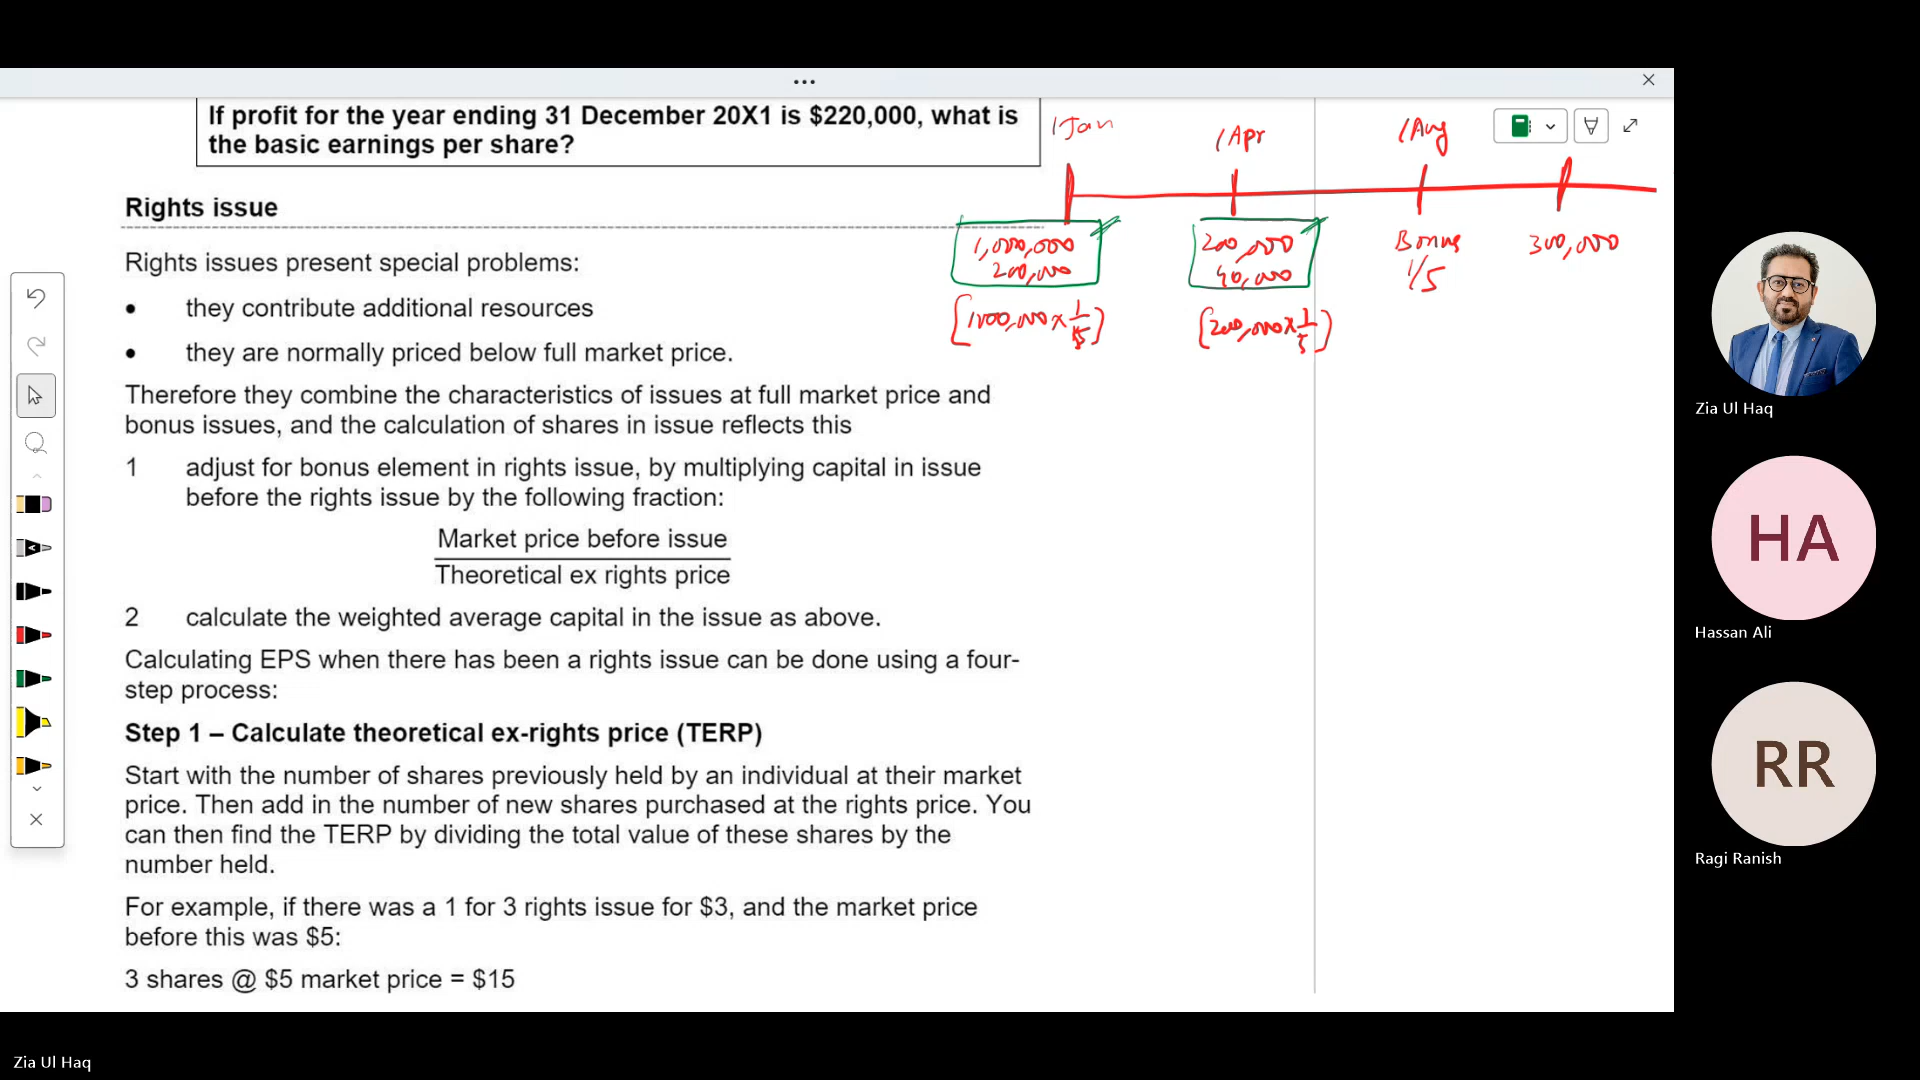 If profit for the year ending 31 December 20X1 is $220,000, what is
the basic earnings per share?
1 Jan
1 Apr
1 Aug
1,000,000
200,000
200,000
40,000
Bonus
1/5
300,000
[1000,000 x 1/5]
[200,000 x 1/5]
Rights issue
Rights issues present special problems:
• they contribute additional resources
• they are normally priced below full market price.
Therefore they combine the characteristics of issues at full market price and
bonus issues, and the calculation of shares in issue reflects this
1 adjust for bonus element in rights issue, by multiplying capital in issue
before the rights issue by the following fraction:
Market price before issue
Theoretical ex rights price
2 calculate the weighted average capital in the issue as above.
Calculating EPS when there has been a rights issue can be done using a four-
step process:
Step 1 – Calculate theoretical ex-rights price (TERP)
Start with the number of shares previously held by an individual at their market
price. Then add in the number of new shares purchased at the rights price. You
can then find the TERP by dividing the total value of these shares by the
number held.
For example, if there was a 1 for 3 rights issue for $3, and the market price
before this was $5:
3 shares @ $5 market price = $15
Zia Ul Haq
HA
Hassan Ali
RR
Ragi Ranish
Zia Ul Haq